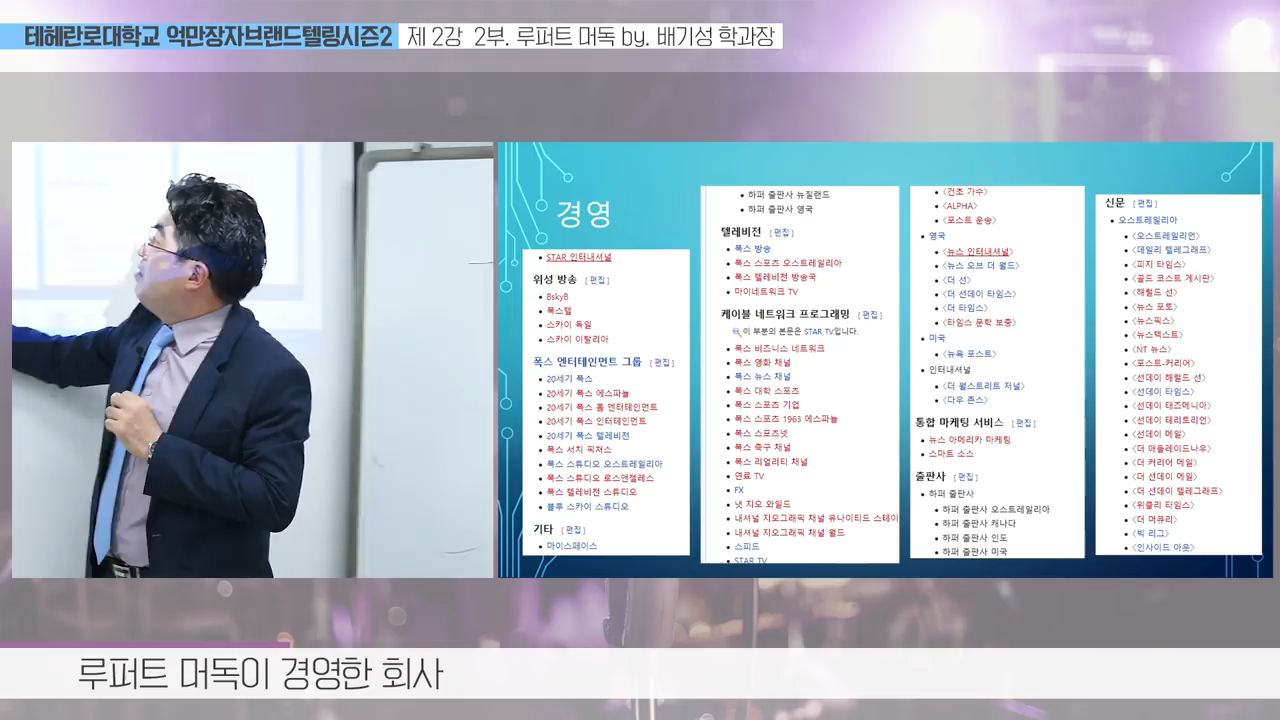 테헤란로대학교 억만장자브랜드텔링시즌2 제 2강 2부. 루퍼트 머독 by. 배기성 학과장
경영
STAR 인터내셔널
위성 방송 [편집]
BskyB
폭스텔
스카이 독일
스카이 이탈리아
폭스 엔터테인먼트 그룹 [편집]
20세기 폭스
20세기 폭스 에스파뇰
20세기 폭스 홈 엔터테인먼트
20세기 폭스 인터테인먼트
20세기 폭스 텔레비전
폭스 서치 픽처스
폭스 스튜디오 오스트레일리아
폭스 스튜디오 로스앤젤레스
폭스 텔레비전 스튜디오
블루 스카이 스튜디오
기타 [편집]
마이스페이스
하퍼 출판사 뉴질랜드
하퍼 출판사 영국
텔레비전 [편집]
폭스 방송
폭스 스포츠 오스트레일리아
폭스 텔레비전 방송국
마이네트워크 TV
케이블 네트워크 프로그래밍 [편집]
이 부분의 본문은 STAR TV입니다.
폭스 비즈니스 네트워크
폭스 영화 채널
폭스 뉴스 채널
폭스 대학 스포츠
폭스 스포츠 기업
폭스 스포츠 1963 에스파뇰
폭스 스포츠넷
폭스 축구 채널
폭스 리얼리티 채널
연료 TV
FX
냇 지오 와일드
내셔널 지오그래픽 채널 유나이티드 스테이
내셔널 지오그래픽 채널 월드
스피드
STAR TV
〈건초 가수〉
〈ALPHA〉
〈포스트 운송〉
영국
〈뉴스 인터내셔널〉
〈뉴스 오브 더 월드〉
〈더 선〉
〈더 선데이 타임스〉
〈더 타임스〉
〈타임스 문학 보충〉
미국
〈뉴욕 포스트〉
인터내셔널
〈더 월스트리트 저널〉
〈다우 존스〉
통합 마케팅 서비스 [편집]
뉴스 아메리카 마케팅
스마트 소스
출판사 [편집]
하퍼 출판사
하퍼 출판사 오스트레일리아
하퍼 출판사 캐나다
하퍼 출판사 인도
하퍼 출판사 미국
신문 [편집]
오스트레일리아
〈오스트레일리언〉
〈데일리 텔레그래프〉
〈피지 타임스〉
〈골드 코스트 게시판〉
〈해럴드 선〉
〈뉴스 포토〉
〈뉴스픽스〉
〈뉴스텍스트〉
〈NT 뉴스〉
〈포스트-커리어〉
〈선데이 해럴드 선〉
〈선데이 타임스〉
〈선데이 태즈메니아〉
〈선데이 테리토리언〉
〈선데이 메일〉
〈더 애들레이드나우〉
〈더 커리어 메일〉
〈더 선데이 메일〉
〈더 선데이 텔레그래프〉
〈위클리 타임스〉
〈더 머큐리〉
〈빅 리그〉
〈인사이드 아웃〉
루퍼트 머독이 경영한 회사